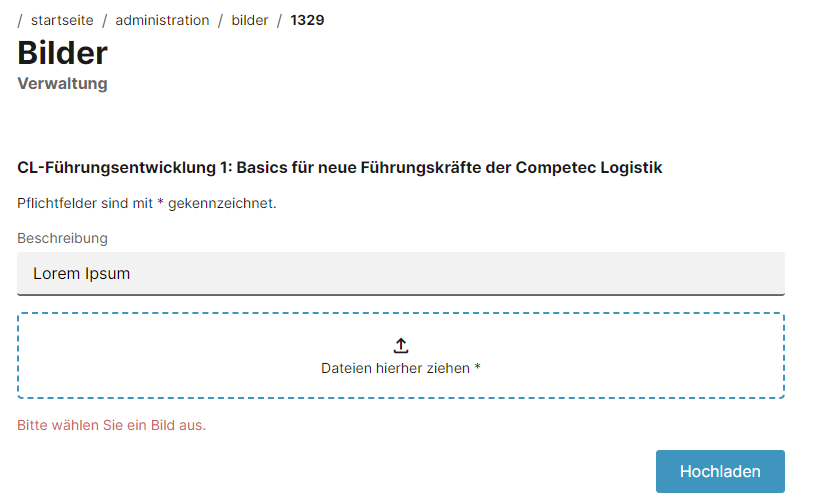 / startseite / administration / bilder / 1329
Bilder
Verwaltung
CL-Führungsentwicklung 1: Basics für neue Führungskräfte der Competec Logistik
Pflichtfelder sind mit * gekennzeichnet.
Beschreibung
Lorem Ipsum
Dateien hierher ziehen *
Bitte wählen Sie ein Bild aus.
Hochladen